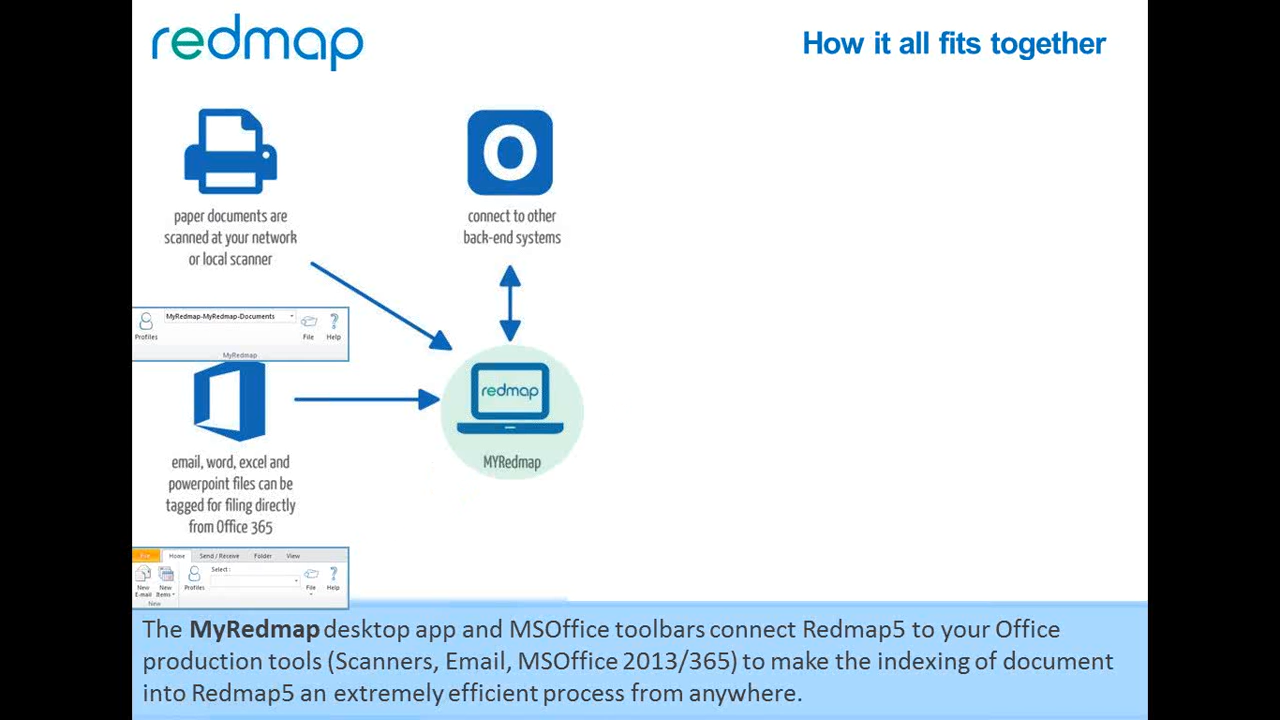 redmap
How it all fits together
paper documents are
scanned at your network
or local scanner
O
connect to other
back-end systems
MyRedmap-MyRedmap-Documents
Profiles
File
Help
MyRedmap
redmap
MYRedmap
email, word, excel and
powerpoint files can be
tagged for filing directly
from Office 365
File
Home
Send / Receive
Folder
View
New
E-mail
New
Items
New
Profiles
Select :
File
Help
The MyRedmap desktop app and MSOffice toolbars connect Redmap5 to your Office
production tools (Scanners, Email, MSOffice 2013/365) to make the indexing of document
into Redmap5 an extremely efficient process from anywhere.